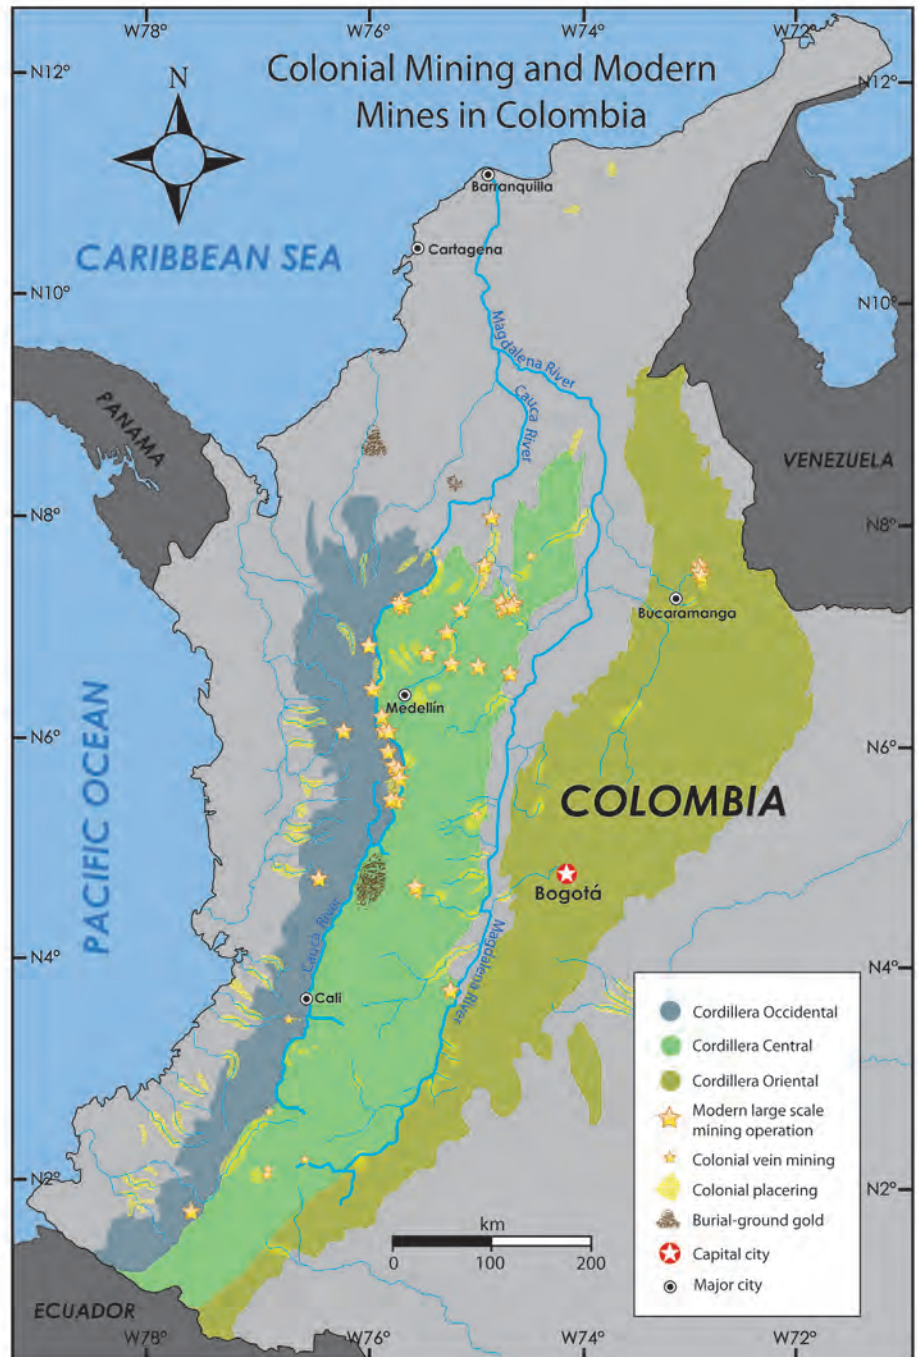 W78°
W76°
W74°
W72°
N12°
N
Colonial Mining and Modern
Mines in Colombia
N12°
Barranquilla
Cartagena
CARIBBEAN SEA
N10°
N10°
Magdalena River
Cauca River
PANAMA
VENEZUELA
N8°
N8°
Bucaramanga
Medellín
PACIFIC OCEAN
N6°
N6°
COLOMBIA
Bogotá
Cauca River
Magdalena River
N4°
N4°
Cali
Cordillera Occidental
Cordillera Central
Cordillera Oriental
Modern large scale
mining operation
Colonial vein mining
Colonial placering
Burial-ground gold
Capital city
Major city
N2°
N2°
km
0 100 200
ECUADOR
W78°
W76°
W74°
W72°